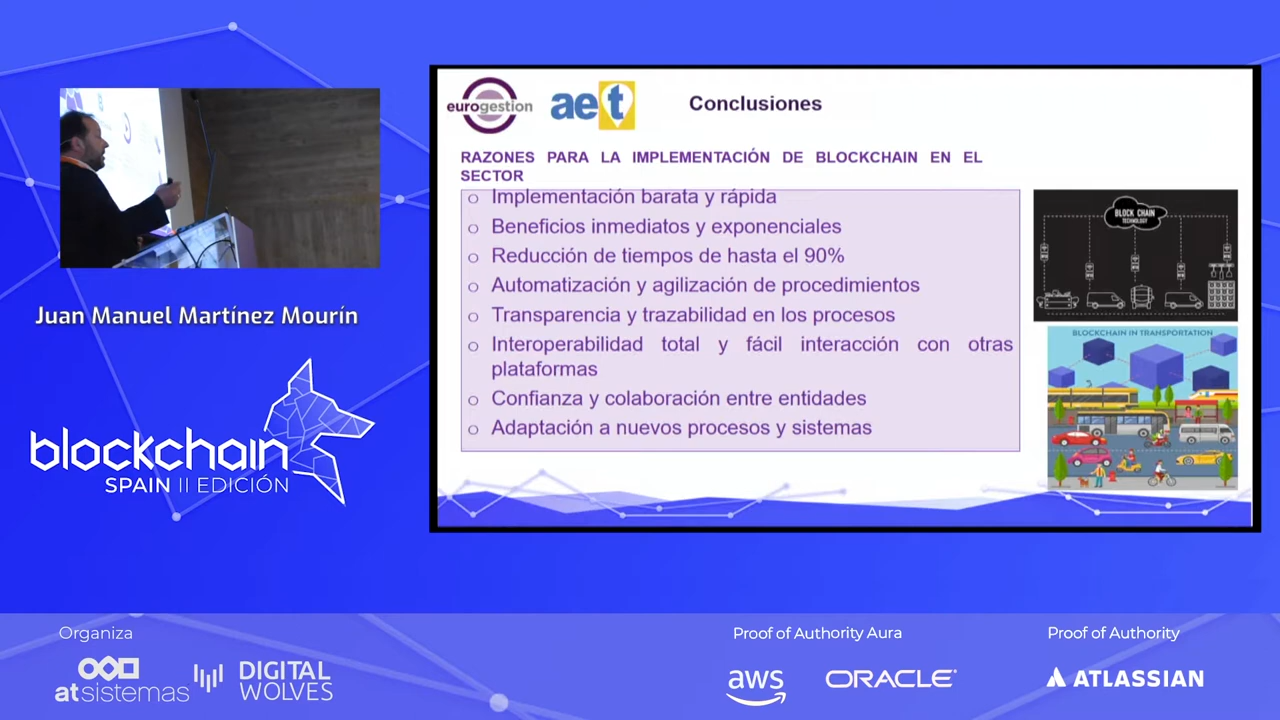 Juan Manuel Martínez Mourín
blockchain
SPAIN II EDICIÓN
eurogestion
aet
Conclusiones
RAZONES PARA LA IMPLEMENTACIÓN DE BLOCKCHAIN EN EL
SECTOR
o Implementación barata y rápida
o Beneficios inmediatos y exponenciales
o Reducción de tiempos de hasta el 90%
o Automatización y agilización de procedimientos
o Transparencia y trazabilidad en los procesos
o Interoperabilidad total y fácil interacción con otras
plataformas
o Confianza y colaboración entre entidades
o Adaptación a nuevos procesos y sistemas
BLOCK CHAIN
TECHNOLOGY
BLOCKCHAIN IN TRANSPORTATION
Organiza
atsistemas
DIGITAL
WOLVES
Proof of Authority Aura
aws
ORACLE
Proof of Authority
ATLASSIAN